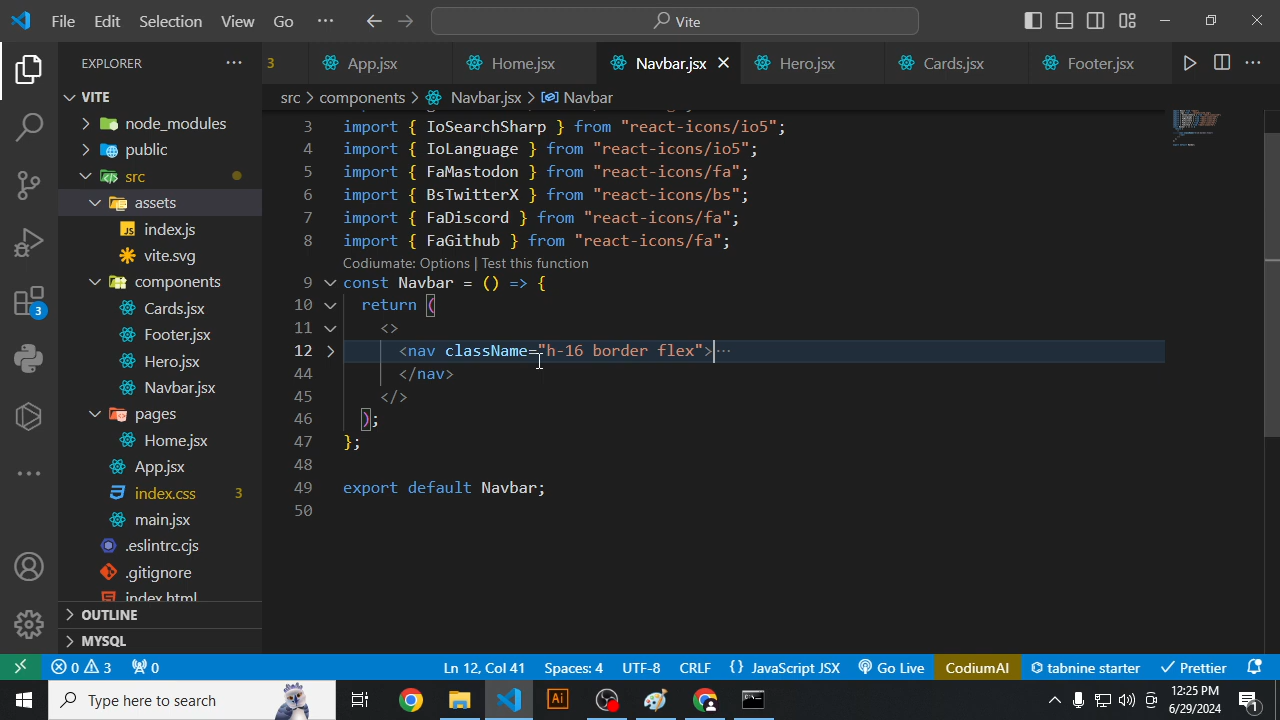 File Edit Selection View Go ··· Vite
EXPLORER ···
3 App.jsx Home.jsx Navbar.jsx Hero.jsx Cards.jsx Footer.jsx ···
VITE
node_modules
public
src
assets
index.js
vite.svg
components
Cards.jsx
Footer.jsx
Hero.jsx
Navbar.jsx
pages
Home.jsx
App.jsx
index.css 3
main.jsx
.eslintrc.cjs
.gitignore
index.html
OUTLINE
MYSQL
3
src > components > Navbar.jsx > Navbar
3 import { IoSearchSharp } from "react-icons/io5";
4 import { IoLanguage } from "react-icons/io5";
5 import { FaMastodon } from "react-icons/fa";
6 import { BsTwitterX } from "react-icons/bs";
7 import { FaDiscord } from "react-icons/fa";
8 import { FaGithub } from "react-icons/fa";
Codiumate: Options | Test this function
9 const Navbar = () => {
10 return (
11 <>
12 <nav className="h-16 border flex">···
44 </nav>
45 </>
46 );
47 };
48
49 export default Navbar;
50
0 3 0 Ln 12, Col 41 Spaces: 4 UTF-8 CRLF {} JavaScript JSX Go Live CodiumAI tabnine starter Prettier
Type here to search Ai 12:25 PM
6/29/2024 1